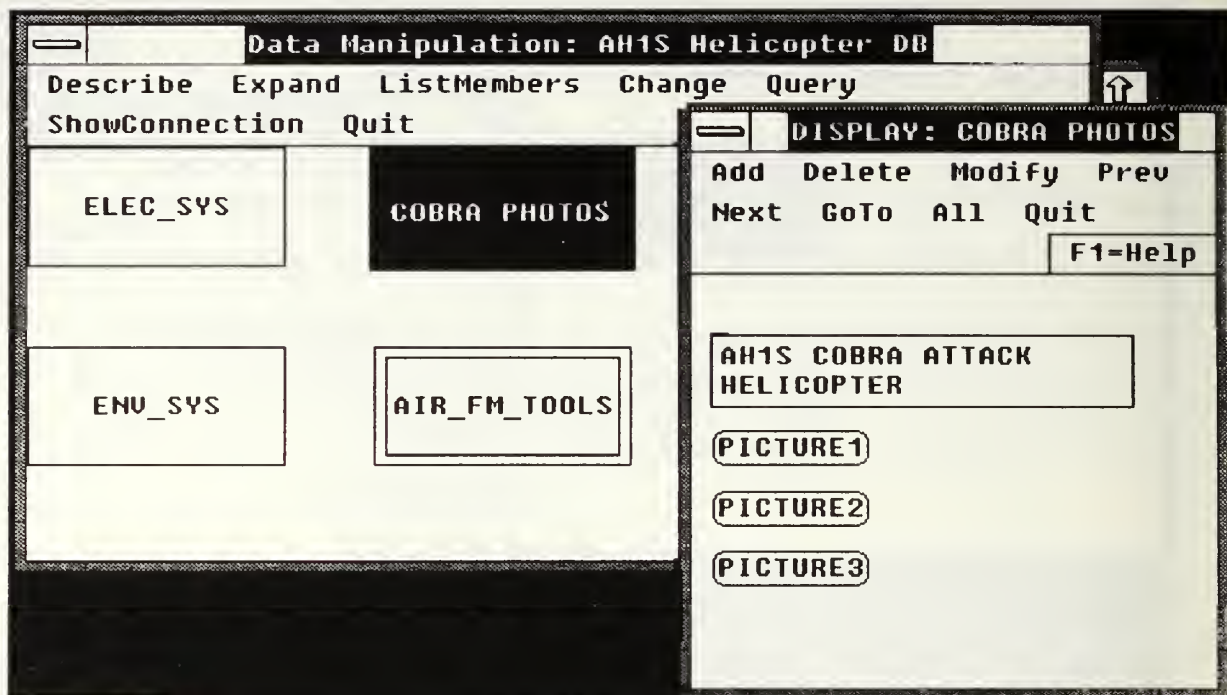 Data Manipulation: AH1S Helicopter DB
Describe Expand ListMembers Change Query
ShowConnection Quit
ELEC_SYS
COBRA PHOTOS
ENV_SYS
AIR_FM_TOOLS
DISPLAY: COBRA PHOTOS
Add Delete Modify Prev
Next GoTo All Quit
F1=Help
AH1S COBRA ATTACK
HELICOPTER
PICTURE1
PICTURE2
PICTURE3